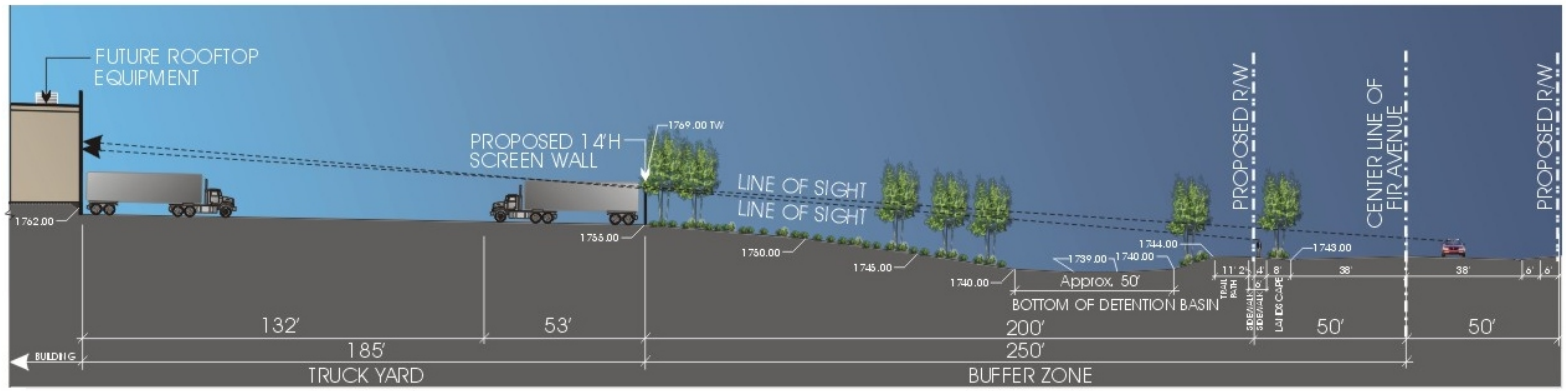 FUTURE ROOFTOP
EQUIPMENT
PROPOSED 14'H
SCREEN WALL
1769.00 TW
LINE OF SIGHT
LINE OF SIGHT
PROPOSED R/W
CENTER LINE OF
FIR AVENUE
PROPOSED R/W
1762.00
1755.00
1750.00
1745.00
1740.00
1739.00
1740.00
1744.00
1743.00
Approx. 50'
BOTTOM OF DETENTION BASIN
11'
2'
4'
8'
38'
38'
6'
6'
TRAIL
PATH
SIDEWALK
SIDEWALK
6'
LANDSCAPE
132'
53'
200'
50'
50'
BUILDING
185'
250'
TRUCK YARD
BUFFER ZONE